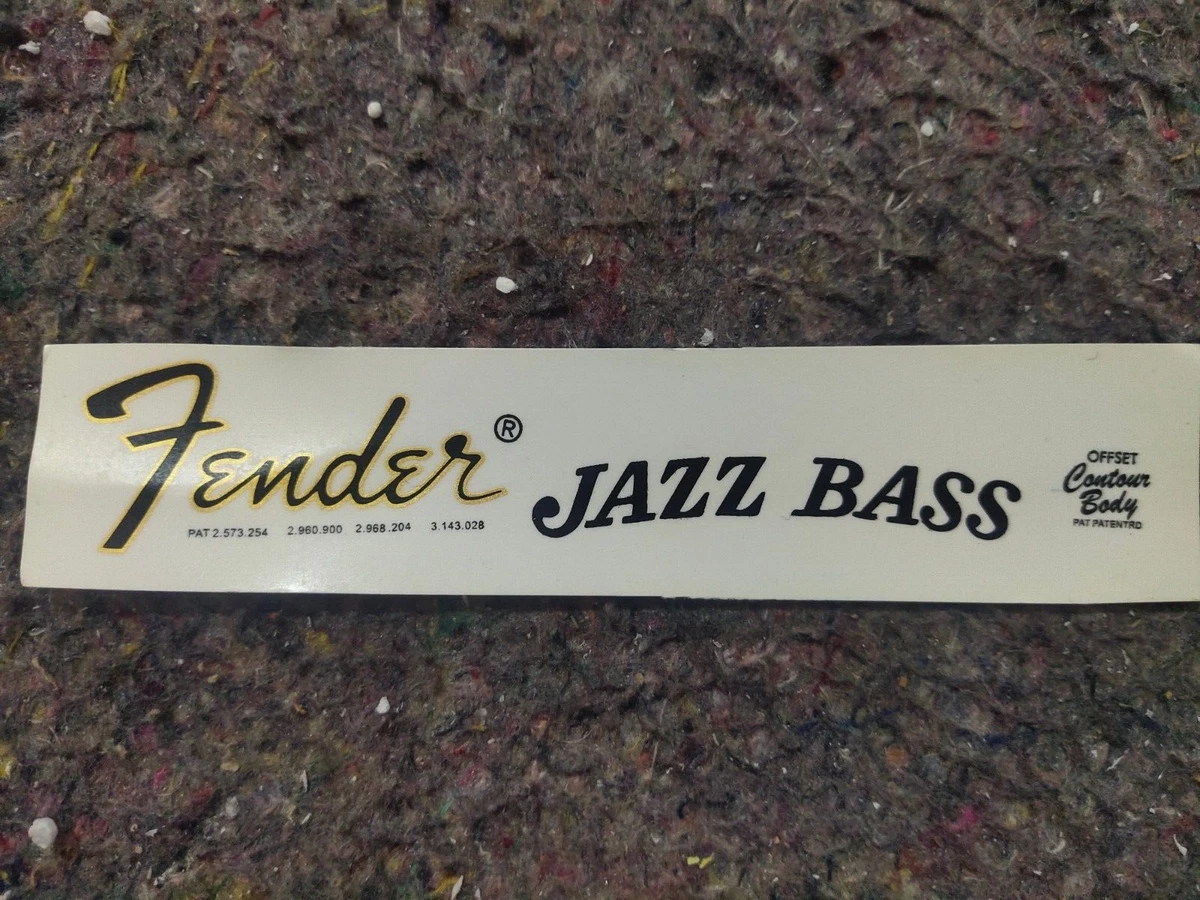 Fender®
PAT 2.573.254 2.960.900 2.968.204 3.143.028
JAZZ BASS
OFFSET
Contour
Body
PAT PATENTRD